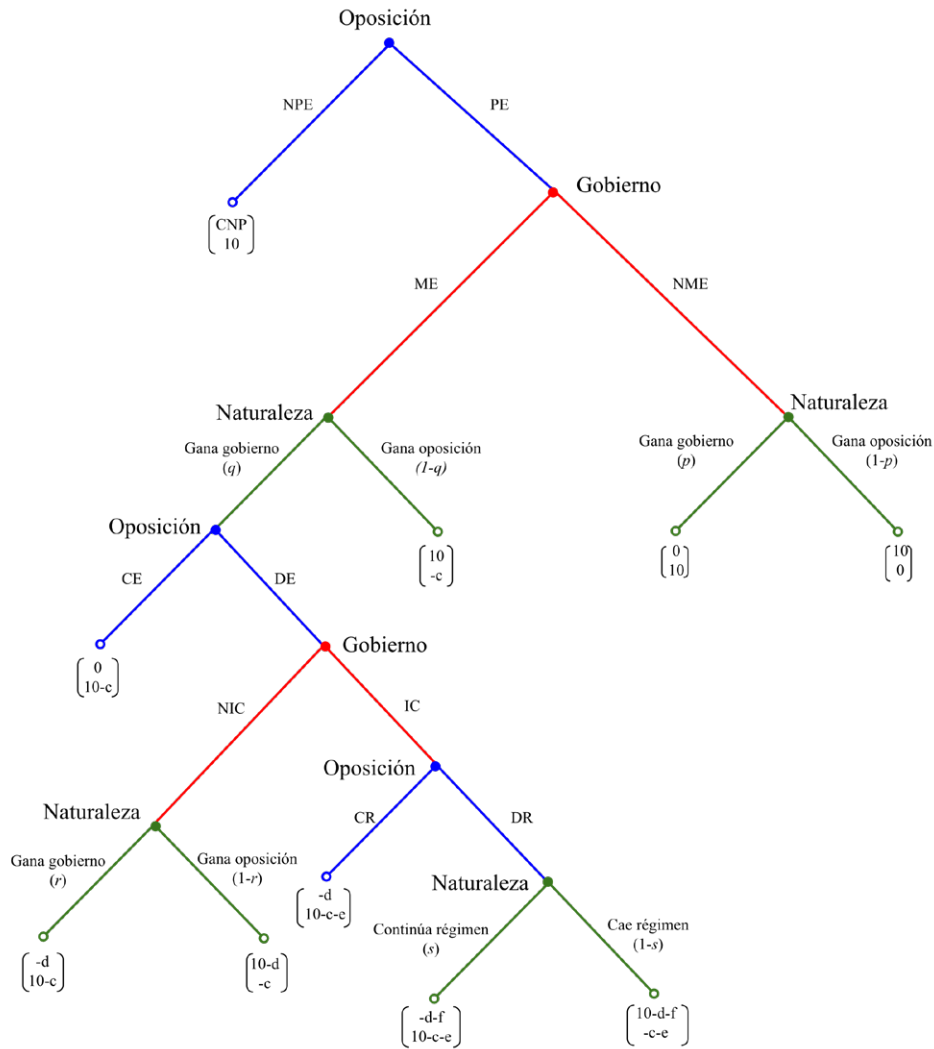 Oposición
NPE
PE
Gobierno
CNP
10
ME
NME
Naturaleza
Naturaleza
Gana gobierno
(q)
Gana oposición
(1-q)
Gana gobierno
(p)
Gana oposición
(1-p)
Oposición
10
-c
0
10
10
0
CE
DE
Gobierno
0
10-c
NIC
IC
Oposición
Naturaleza
CR
DR
Gana gobierno
(r)
Gana oposición
(1-r)
-d
10-c-e
Naturaleza
Continúa régimen
(s)
Cae régimen
(1-s)
-d
10-c
10-d
-c
-d-f
10-c-e
10-d-f
-c-e